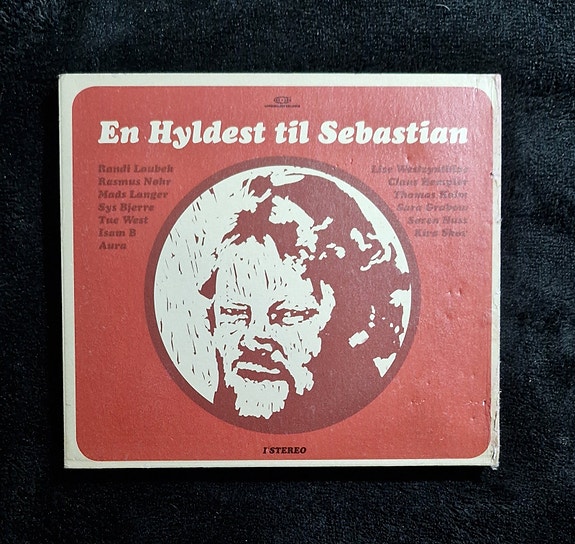 En Hyldest til Sebastian
Randi Laubek
Rasmus Nøhr
Mads Langer
Sys Bjerre
Tue West
Isam B
Aura
Lise Westzynthius
Claus Hempler
Thomas Holm
Sara Grabow
Søren Huss
Kira Skov
I STEREO